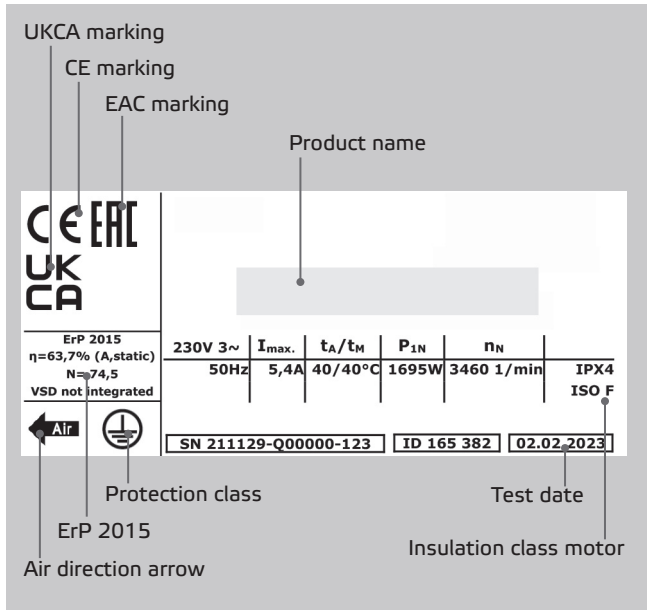 UKCA marking
CE marking
EAC marking
Product name
CE EAC
UK
CA
ErP 2015
η=63,7% (A,static)
N= 74,5
VSD not integrated
230V 3~ Imax. tA/tM P1N nN
50Hz 5,4A 40/40°C 1695W 3460 1/min IPX4
ISO F
Air
SN 211129-Q00000-123 ID 165 382 02.02.2023
Protection class
Test date
ErP 2015
Insulation class motor
Air direction arrow